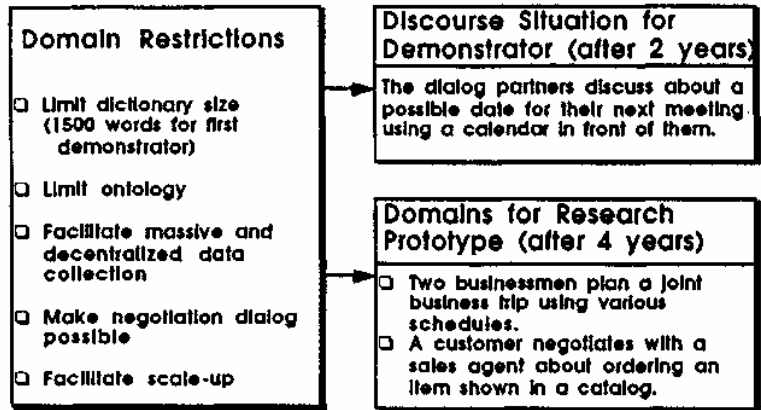 Domain Restrictions
❏ Limit dictionary size
(1500 words for first
demonstrator)
❏ Limit ontology
❏ Facilitate massive and
decentralized data
collection
❏ Make negotiation dialog
possible
❏ Facilitate scale-up
Discourse Situation for
Demonstrator (after 2 years)
The dialog partners discuss about a
possible date for their next meeting
using a calendar in front of them.
Domains for Research
Prototype (after 4 years)
❏ Two businessmen plan a joint
business trip using various
schedules.
❏ A customer negotiates with a
sales agent about ordering an
item shown in a catalog.